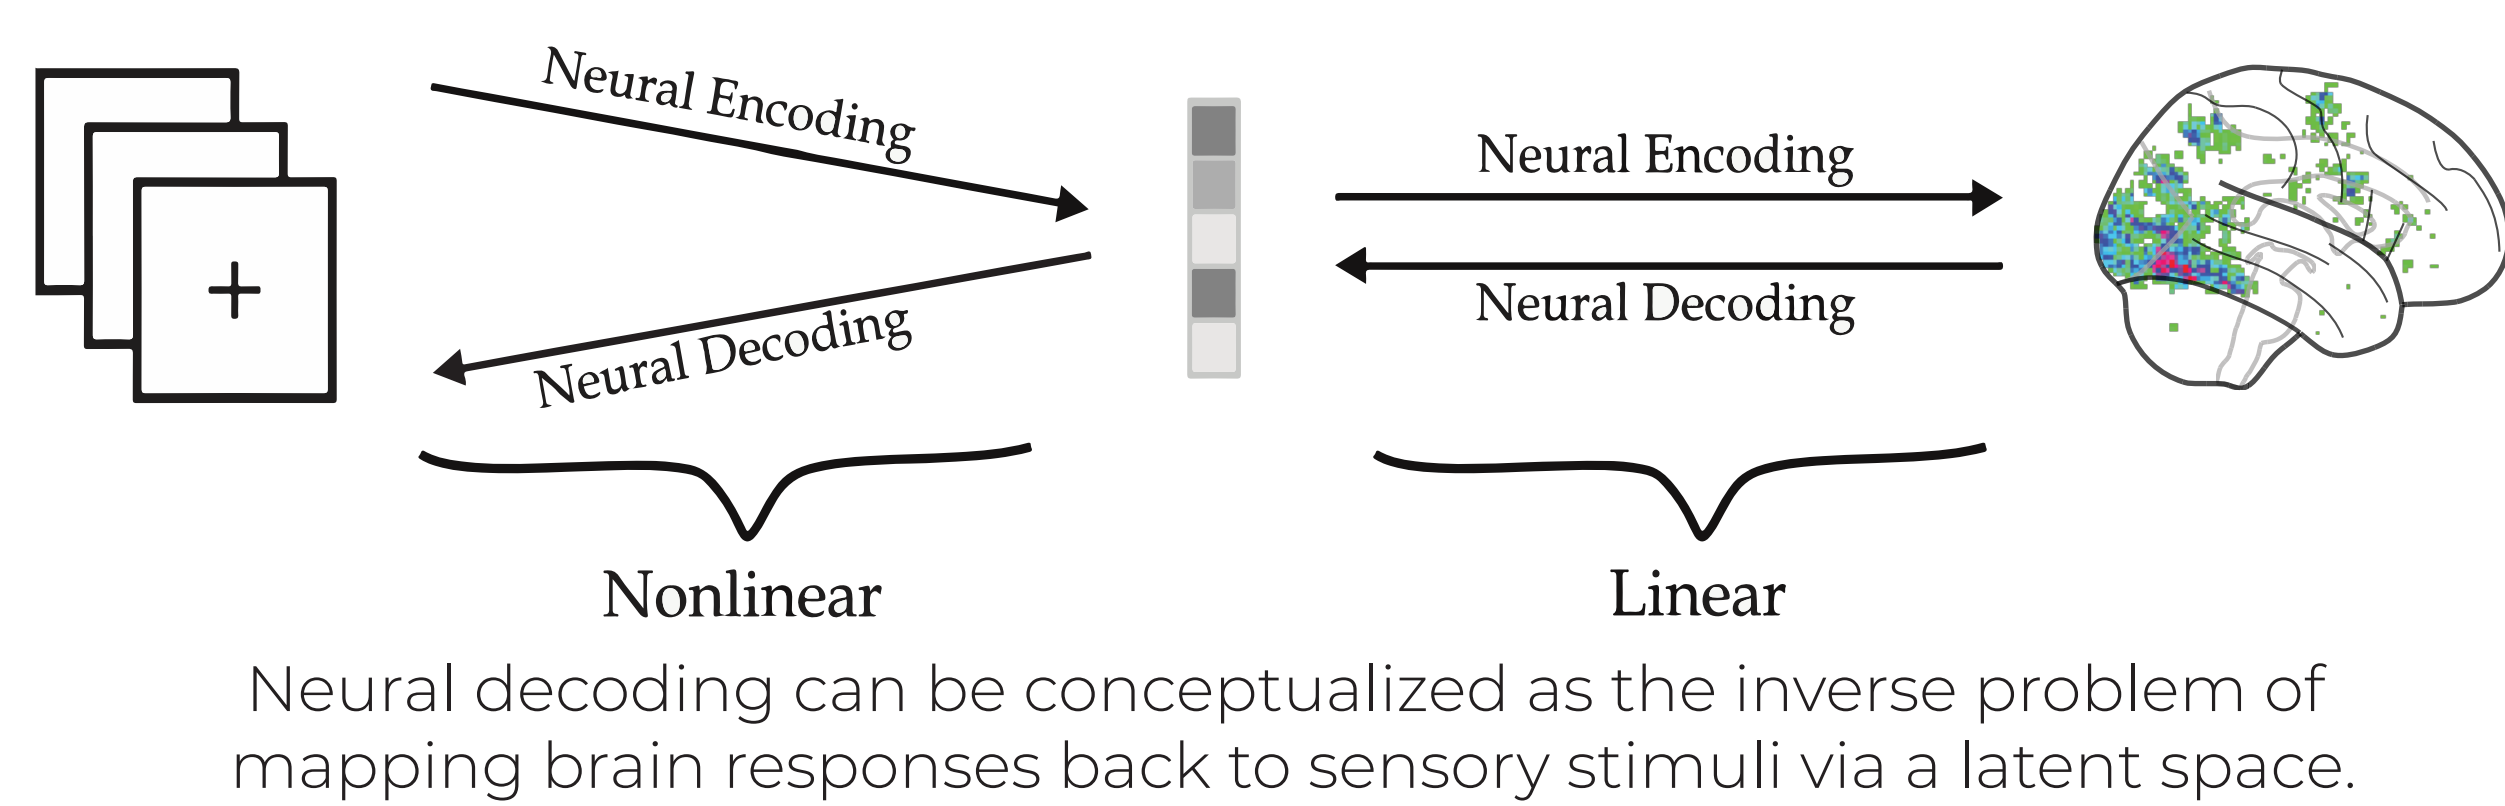 Neural Encoding
Neural Encoding
Neural Decoding
Neural Decoding
Nonlinear
Linear
Neural decoding can be conceptualized as the inverse problem of
mapping brain responses back to sensory stimuli via a latent space.